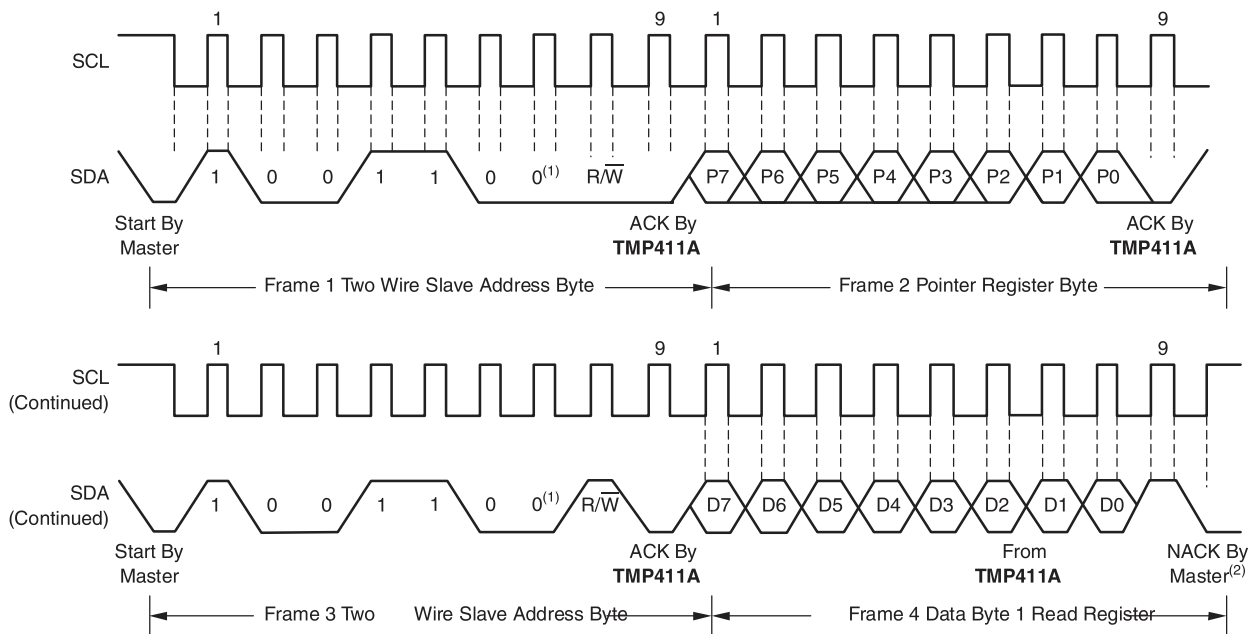 1 9 1 9
SCL
SDA 1 0 0 1 1 0 0(1) R/W̅ P7 P6 P5 P4 P3 P2 P1 P0
Start By ACK By ACK By
Master TMP411A TMP411A
Frame 1 Two Wire Slave Address Byte Frame 2 Pointer Register Byte
1 9 1 9
SCL
(Continued)
SDA 1 0 0 1 1 0 0(1) R/W̅ D7 D6 D5 D4 D3 D2 D1 D0
(Continued)
Start By ACK By From NACK By
Master TMP411A TMP411A Master(2)
Frame 3 Two Wire Slave Address Byte Frame 4 Data Byte 1 Read Register